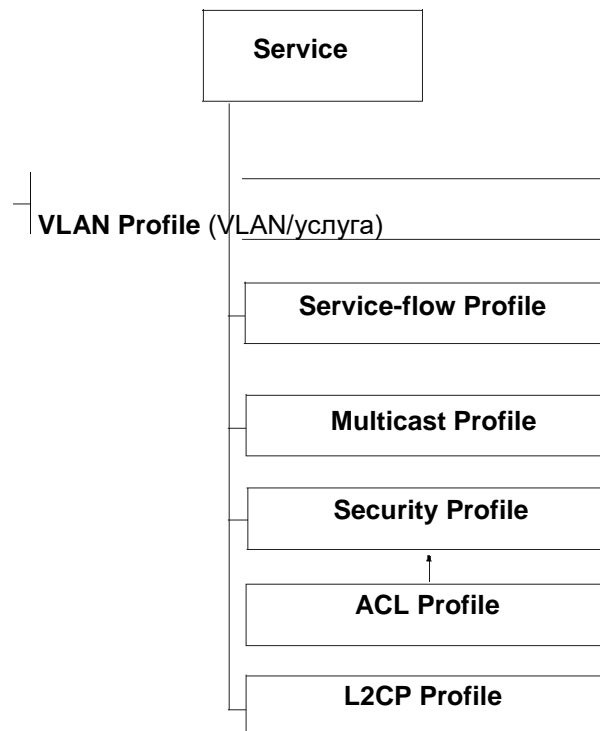 Service
VLAN Profile (VLAN/услуга)
Service-flow Profile
Multicast Profile
Security Profile
ACL Profile
L2CP Profile